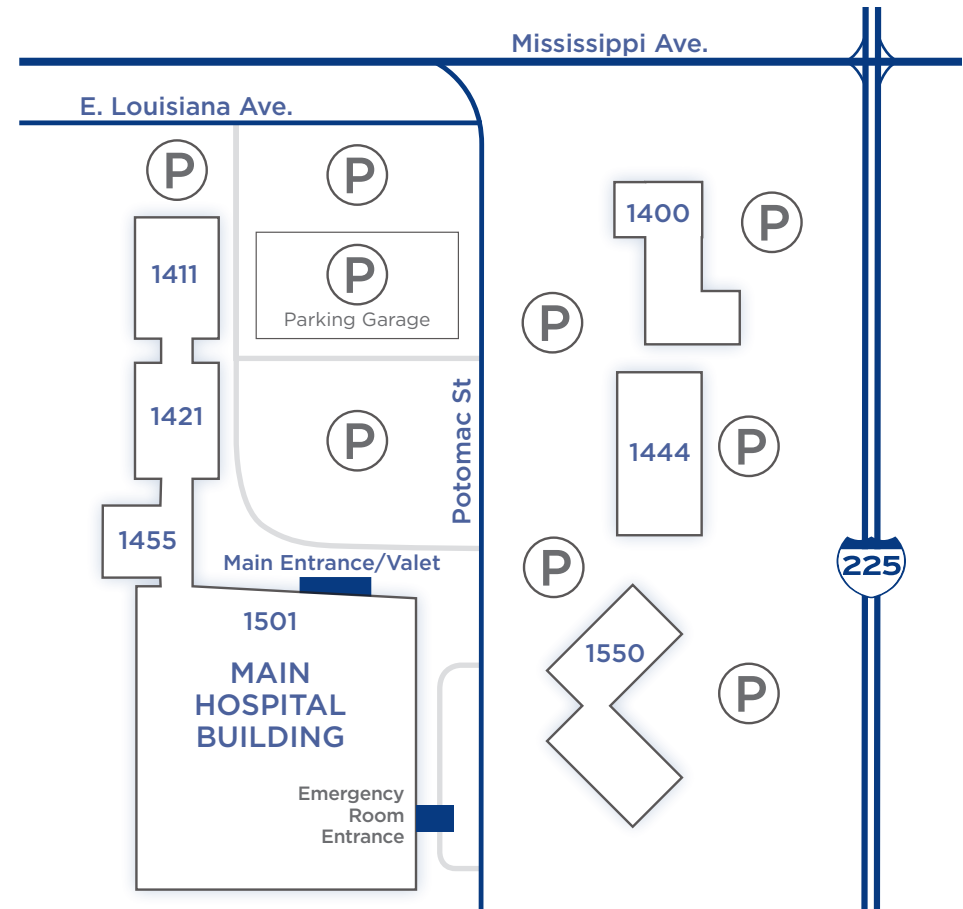 Mississippi Ave.
E. Louisiana Ave.
P
P
1400
P
1411
P
Parking Garage
P
Potomac St
1421
P
1444
P
1455
Main Entrance/Valet
P
225
1501
1550
MAIN
HOSPITAL
BUILDING
P
Emergency
Room
Entrance